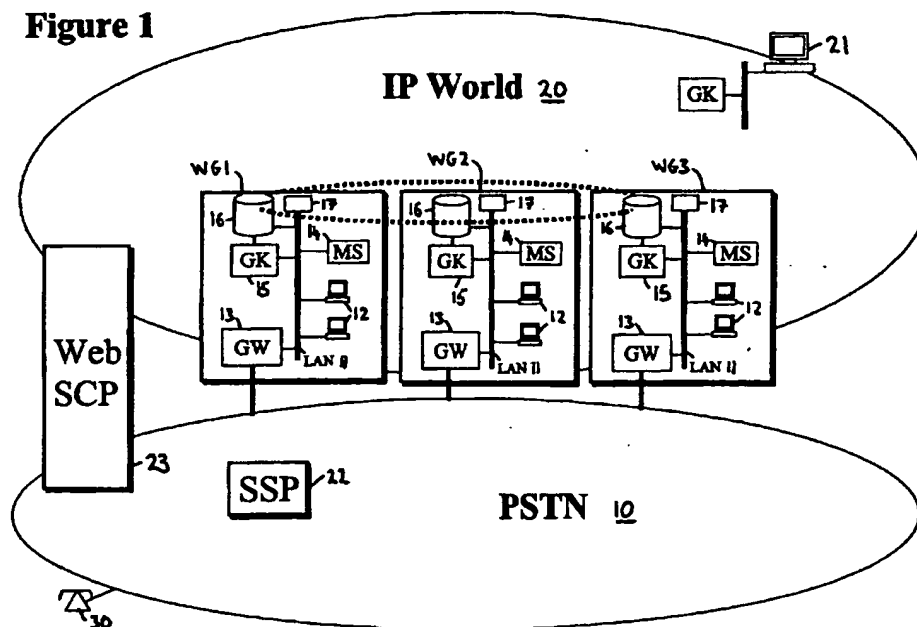 Figure 1
21
IP World 20
GK
WG1
WG2
WG3
17
17
17
16
16
16
14
14
14
MS
MS
MS
GK
GK
GK
15
15
15
12
12
12
13
13
13
GW
GW
GW
LAN 11
LAN 11
LAN 11
Web
SCP
23
SSP
22
PSTN 10
30